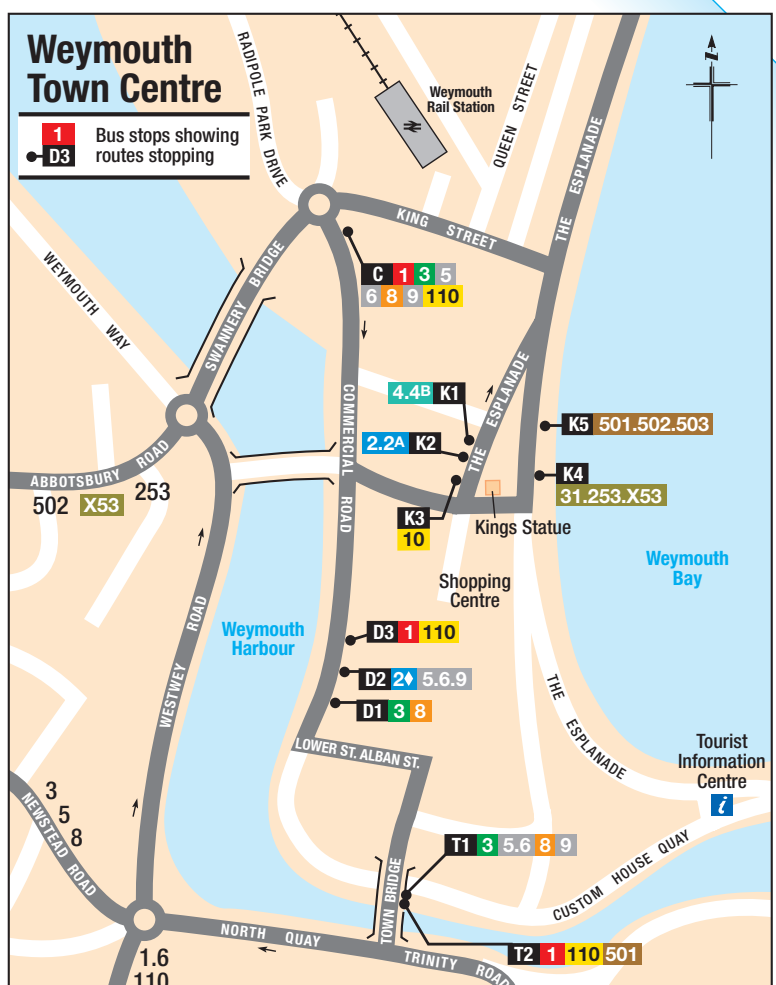 Weymouth
Town Centre
1
D3
Bus stops showing
routes stopping
RADIPOLE PARK DRIVE
Weymouth
Rail Station
QUEEN STREET
THE ESPLANADE
n
KING STREET
SWANNERY BRIDGE
WEYMOUTH WAY
C 1 3 5
6 8 9 110
COMMERCIAL ROAD
4.4B K1
THE ESPLANADE
2.2A K2
K5 501.502.503
K4
31.253.X53
K3
10
Kings Statue
ABBOTSBURY ROAD
502 X53 253
Shopping
Centre
Weymouth
Bay
Weymouth
Harbour
WESTWEY ROAD
D3 1 110
D2 2♦ 5.6.9
D1 3 8
LOWER ST. ALBAN ST.
THE ESPLANADE
Tourist
Information
Centre
i
3
5
8
NEWSTEAD ROAD
T1 3 5.6 8 9
CUSTOM HOUSE QUAY
TOWN BRIDGE
NORTH QUAY
T2 1 110 501
TRINITY ROAD
1.6
110